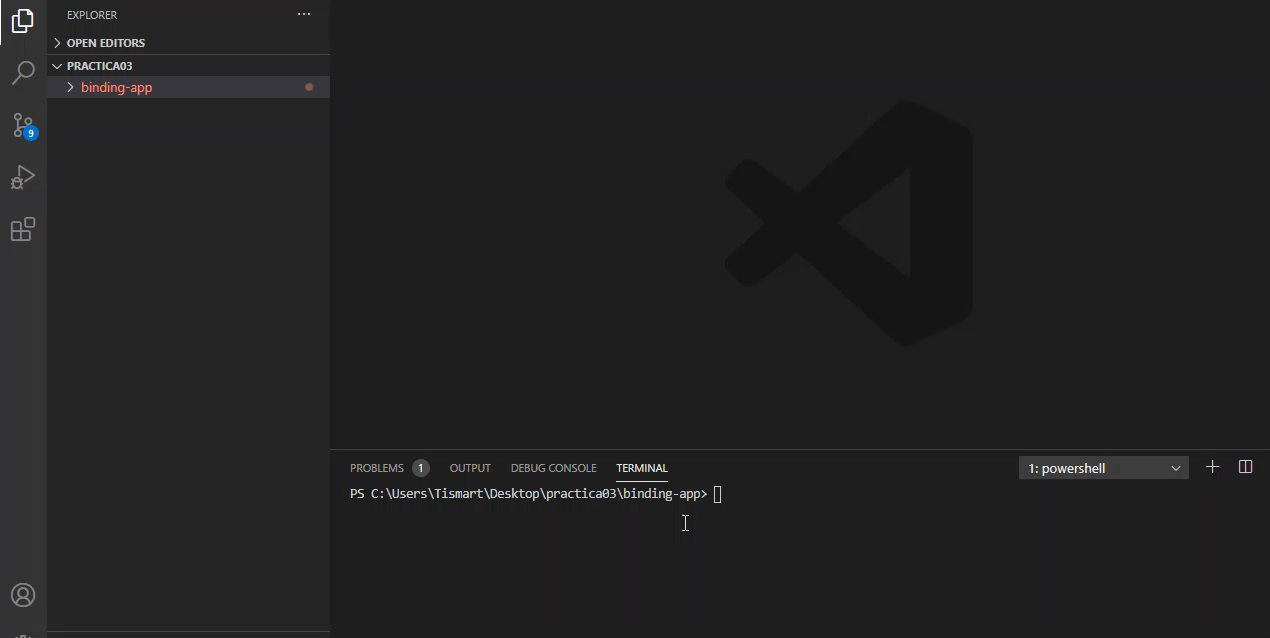 EXPLORER
OPEN EDITORS
PRACTICA03
binding-app
9
PROBLEMS 1 OUTPUT DEBUG CONSOLE TERMINAL 1: powershell
PS C:\Users\Tismart\Desktop\practica03\binding-app>